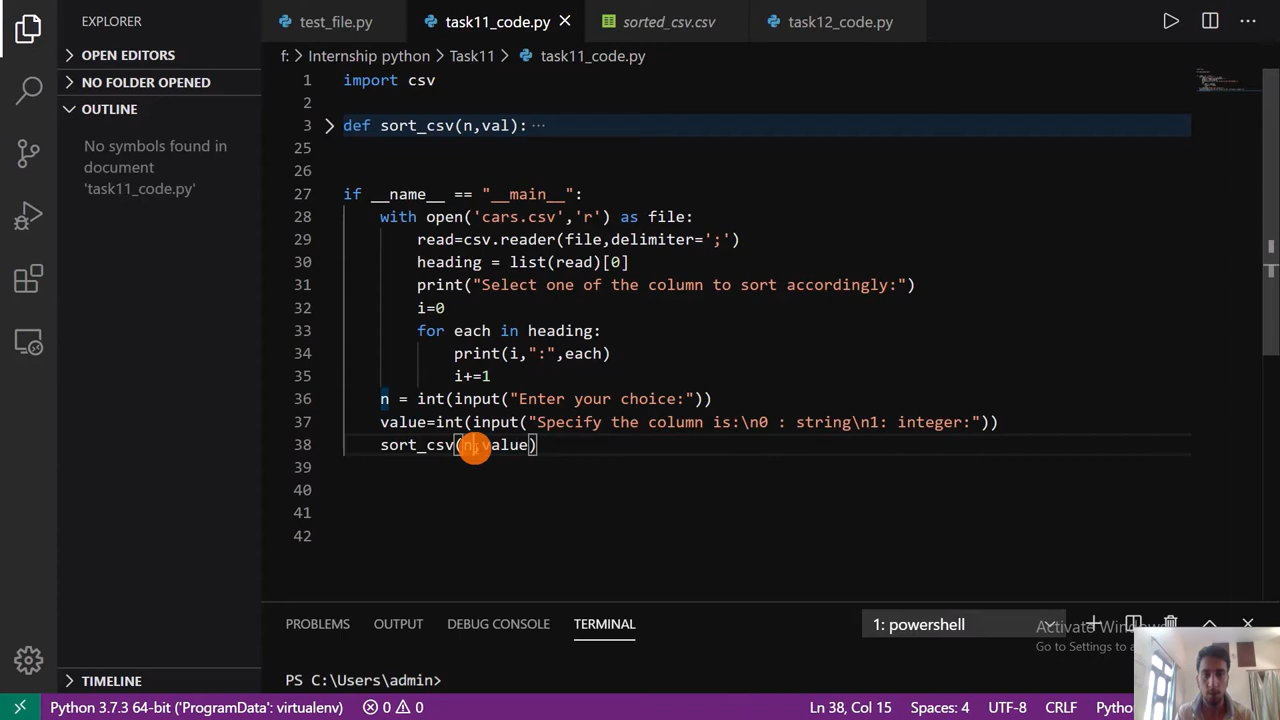 EXPLORER
OPEN EDITORS
NO FOLDER OPENED
OUTLINE
No symbols found in
document
'task11_code.py'
TIMELINE
test_file.py
task11_code.py
sorted_csv.csv
task12_code.py
f: > Internship python > Task11 > task11_code.py
1 import csv
2
3 def sort_csv(n,val): ···
25
26
27 if __name__ == "__main__":
28 with open('cars.csv','r') as file:
29 read=csv.reader(file,delimiter=';')
30 heading = list(read)[0]
31 print("Select one of the column to sort accordingly:")
32 i=0
33 for each in heading:
34 print(i,":",each)
35 i+=1
36 n = int(input("Enter your choice:"))
37 value=int(input("Specify the column is:\n0 : string\n1: integer:"))
38 sort_csv(n,value)
39
40
41
42
PROBLEMS
OUTPUT
DEBUG CONSOLE
TERMINAL
1: powershell
Activate Windows
Go to Settings to a
PS C:\Users\admin>
Python 3.7.3 64-bit ('ProgramData': virtualenv)
0
0
Ln 38, Col 15
Spaces: 4
UTF-8
CRLF